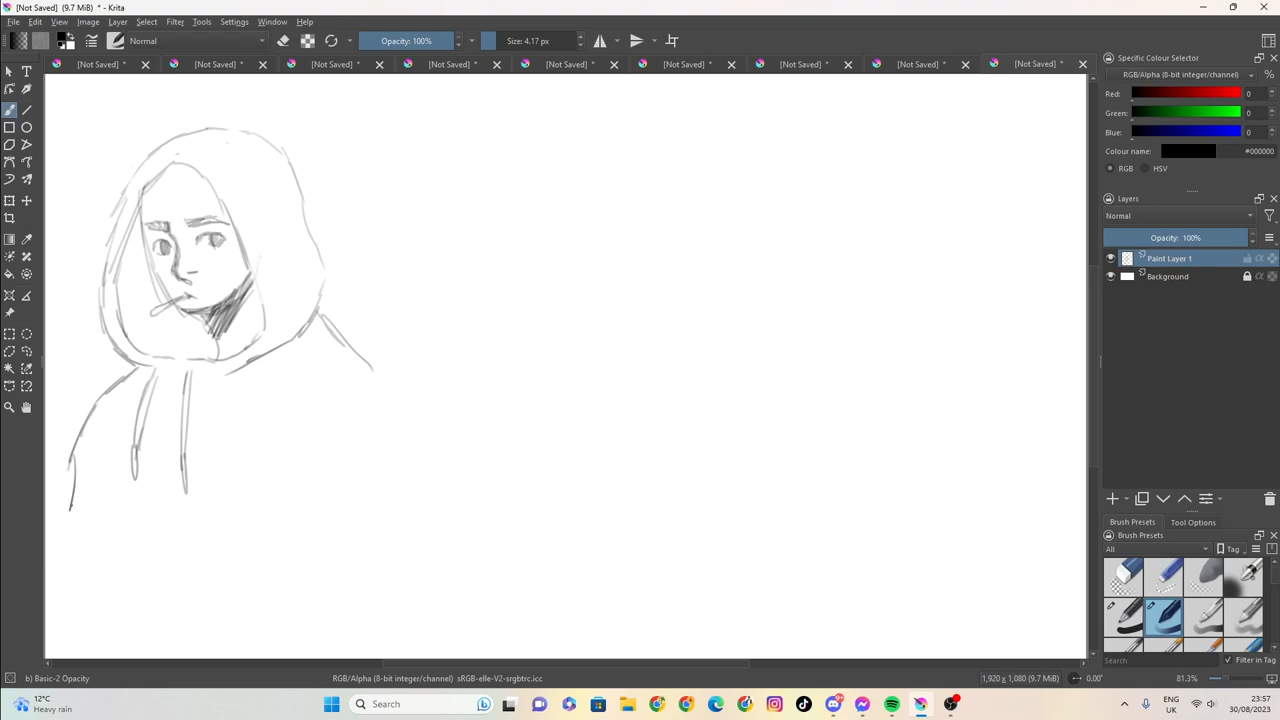 [Not Saved] (9.7 MiB) * - Krita
File Edit View Image Layer Select Filter Tools Settings Window Help
Normal Opacity: 100% Size: 4.17 px
[Not Saved] * [Not Saved] * [Not Saved] * [Not Saved] * [Not Saved] * [Not Saved] * [Not Saved] * [Not Saved] * [Not Saved] *
Specific Colour Selector
RGB/Alpha (8-bit integer/channel) %
Red: 0
Green: 0
Blue: 0
Colour name: #000000
RGB HSV
Layers
Normal
Opacity: 100%
Paint Layer 1
Background
Brush Presets Tool Options
Brush Presets
All Tag
Search Filter in Tag
b) Basic-2 Opacity RGB/Alpha (8-bit integer/channel) sRGB-elle-V2-srgbtrc.icc 1,920 x 1,080 (9.7 MiB) 0.00° 81.3%
12°C
Heavy rain
Search
ENG
UK
23:57
30/08/2023